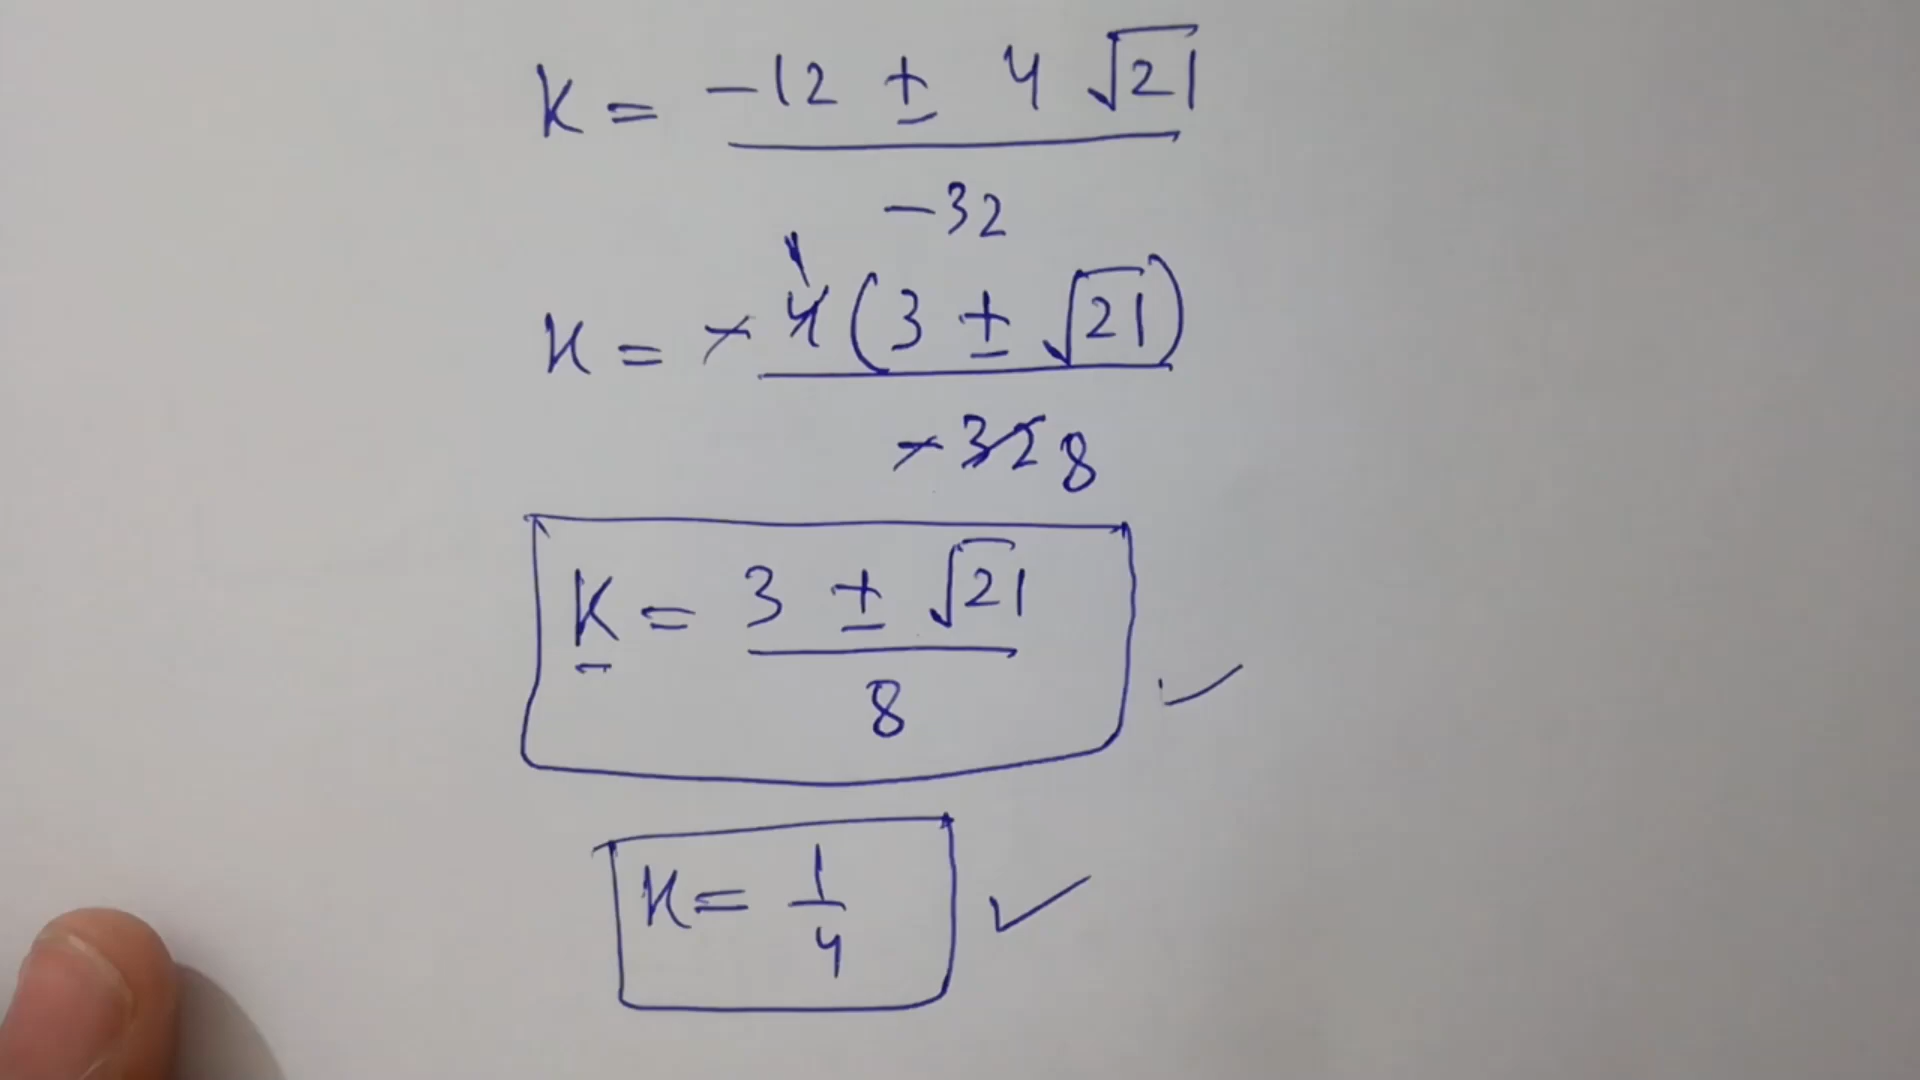 K = -12 ± 4 √21
-32
K = -4 (3 ± √21)
-32 8
K = 3 ± √21
8
K = 1
4